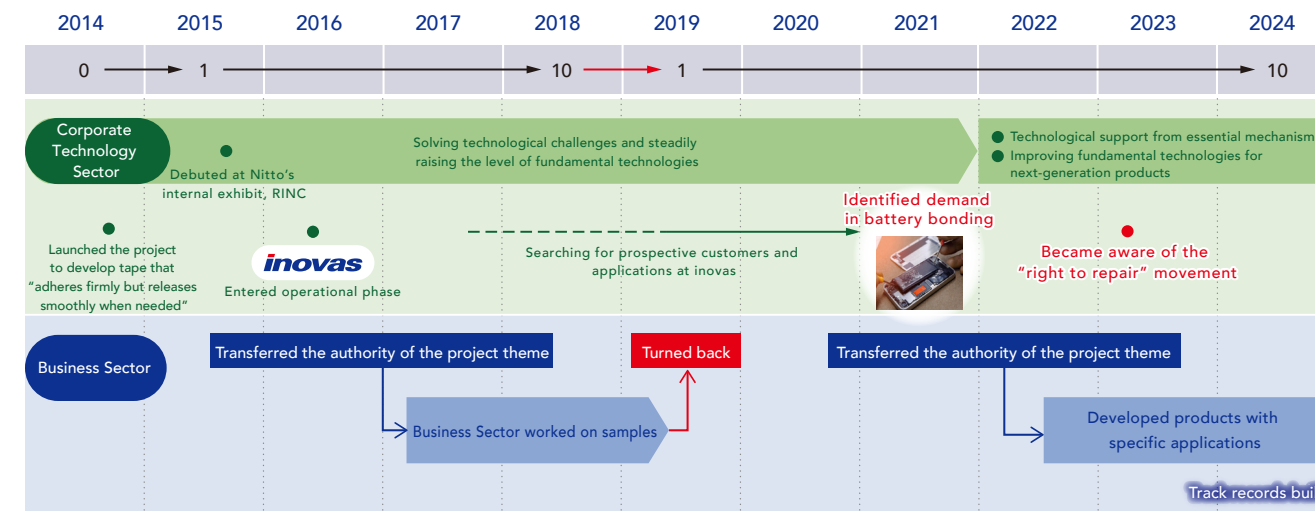 2014 2015 2016 2017 2018 2019 2020 2021 2022 2023 2024
0 1 10 1 10
Corporate
Technology
Sector
Solving technological challenges and steadily
raising the level of fundamental technologies
Technological support from essential mechanism
Improving fundamental technologies for
next-generation products
Debuted at Nitto's
internal exhibit, RINC
Launched the project
to develop tape that
"adheres firmly but releases
smoothly when needed"
inovas
Entered operational phase
Searching for prospective customers and
applications at inovas
Identified demand
in battery bonding
Became aware of the
"right to repair" movement
Business Sector
Transferred the authority of the project theme
Turned back
Transferred the authority of the project theme
Business Sector worked on samples
Developed products with
specific applications
Track records